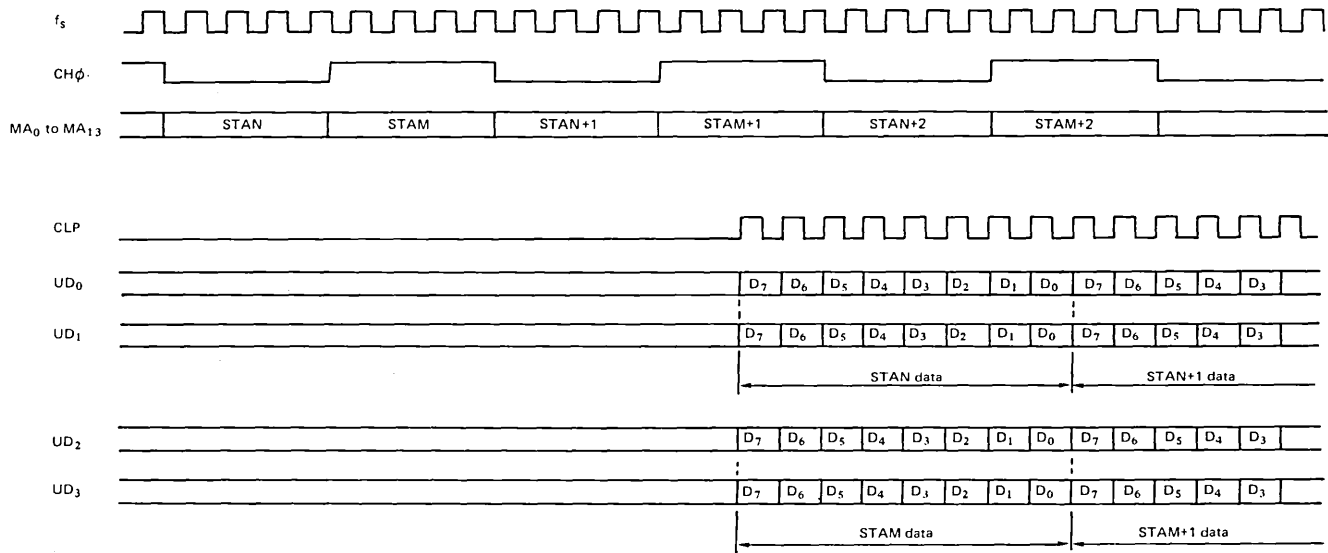 fs
CHϕ
MA0 to MA13 STAN STAM STAN+1 STAM+1 STAN+2 STAM+2
CLP
UD0 D7 D6 D5 D4 D3 D2 D1 D0 D7 D6 D5 D4 D3
UD1 D7 D6 D5 D4 D3 D2 D1 D0 D7 D6 D5 D4 D3
STAN data STAN+1 data
UD2 D7 D6 D5 D4 D3 D2 D1 D0 D7 D6 D5 D4 D3
UD3 D7 D6 D5 D4 D3 D2 D1 D0 D7 D6 D5 D4 D3
STAM data STAM+1 data